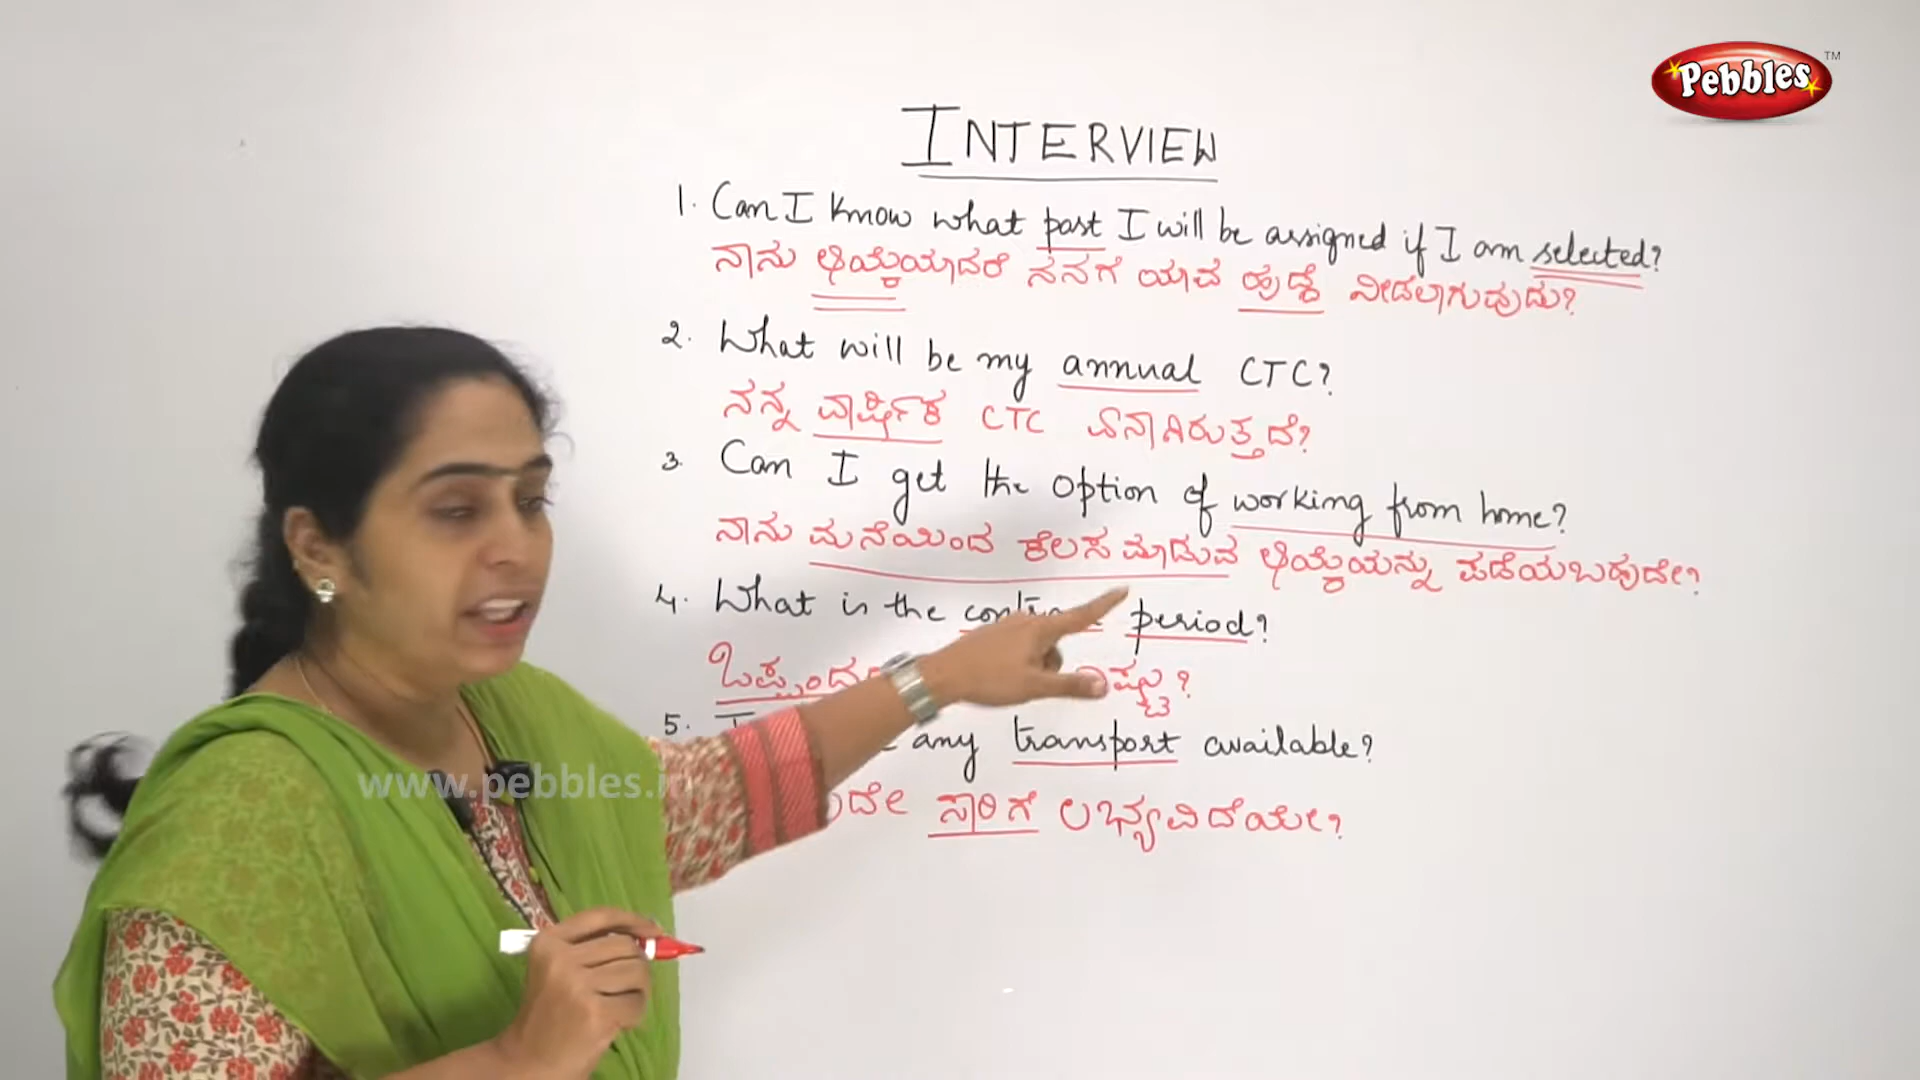 Pebbles TM
INTERVIEW
1. Can I know what post I will be assigned if I am selected?
ನಾನು ಆಯ್ಕೆಯಾದರೆ ನನಗೆ ಯಾವ ಹುದ್ದೆ ನೀಡಲಾಗುವುದು?
2. What will be my annual CTC?
ನನ್ನ ವಾರ್ಷಿಕ CTC ಏನಾಗಿರುತ್ತದೆ?
3. Can I get the option of working from home?
ನಾನು ಮನೆಯಿಂದ ಕೆಲಸ ಮಾಡುವ ಆಯ್ಕೆಯನ್ನು ಪಡೆಯಬಹುದೇ?
4. What is the period?
?
5. any transport available?
ಸಾರಿಗೆ ಲಭ್ಯವಿದೆಯೇ?
www.pebbles.in